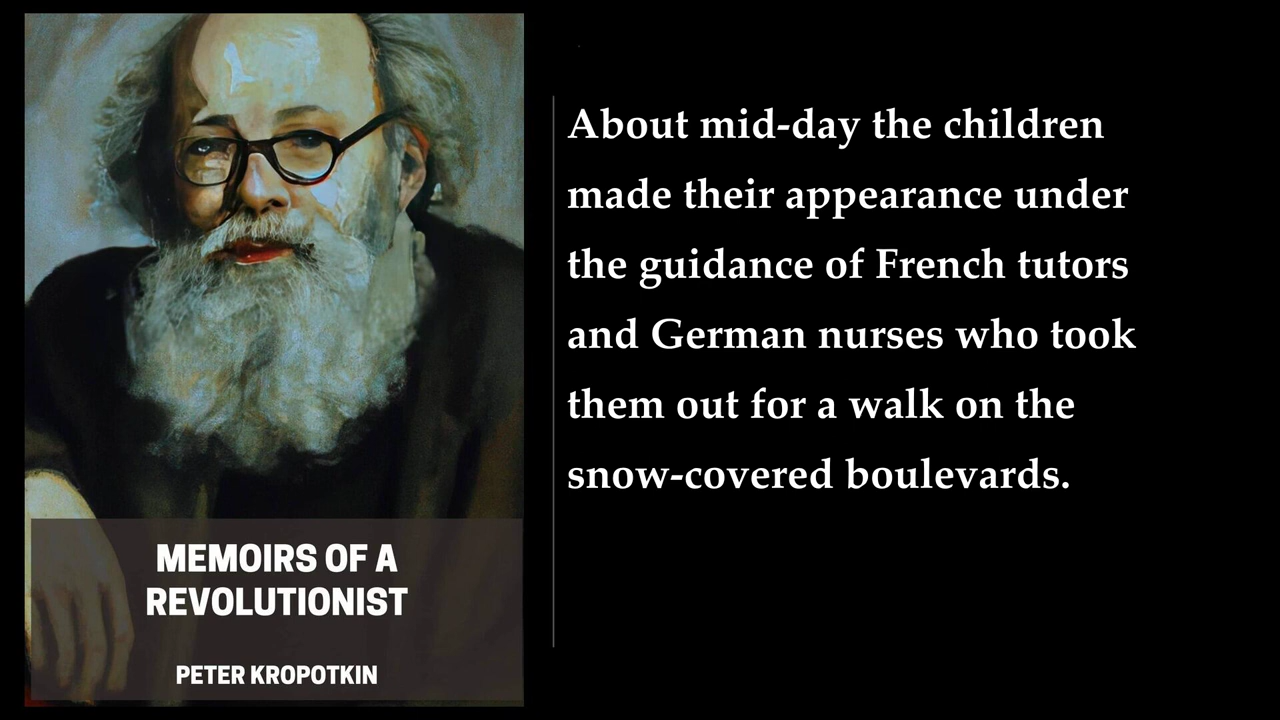 About mid-day the children
made their appearance under
the guidance of French tutors
and German nurses who took
them out for a walk on the
snow-covered boulevards.
MEMOIRS OF A
REVOLUTIONIST
PETER KROPOTKIN